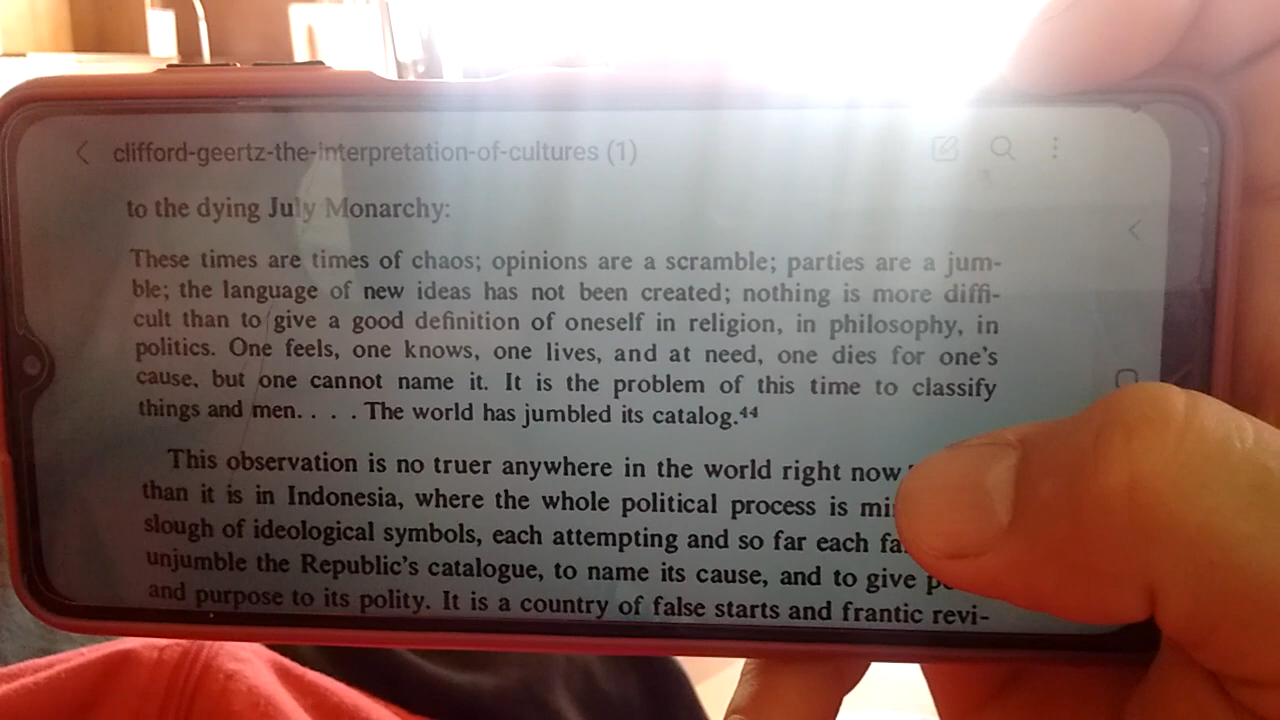 clifford-geertz-the-interpretation-of-cultures (1)
to the dying July Monarchy:
These times are times of chaos; opinions are a scramble; parties are a jum-
ble; the language of new ideas has not been created; nothing is more diffi-
cult than to give a good definition of oneself in religion, in philosophy, in
politics. One feels, one knows, one lives, and at need, one dies for one's
cause, but one cannot name it. It is the problem of this time to classify
things and men. . . . The world has jumbled its catalog.⁴⁴
This observation is no truer anywhere in the world right now
than it is in Indonesia, where the whole political process is
slough of ideological symbols, each attempting and so far each
unjumble the Republic's catalogue, to name its cause, and to give
and purpose to its polity. It is a country of false starts and frantic revi-